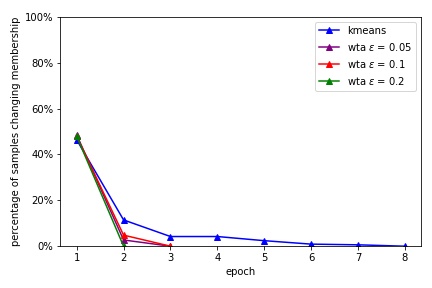 100%
80%
60%
40%
20%
0%
percentage of samples changing membership
kmeans
wta ε = 0.05
wta ε = 0.1
wta ε = 0.2
1 2 3 4 5 6 7 8
epoch